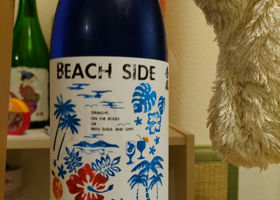 BEACH SIDE
STRAIGHT,
ON THE ROCKS
OR
WITH SODA AND LIME